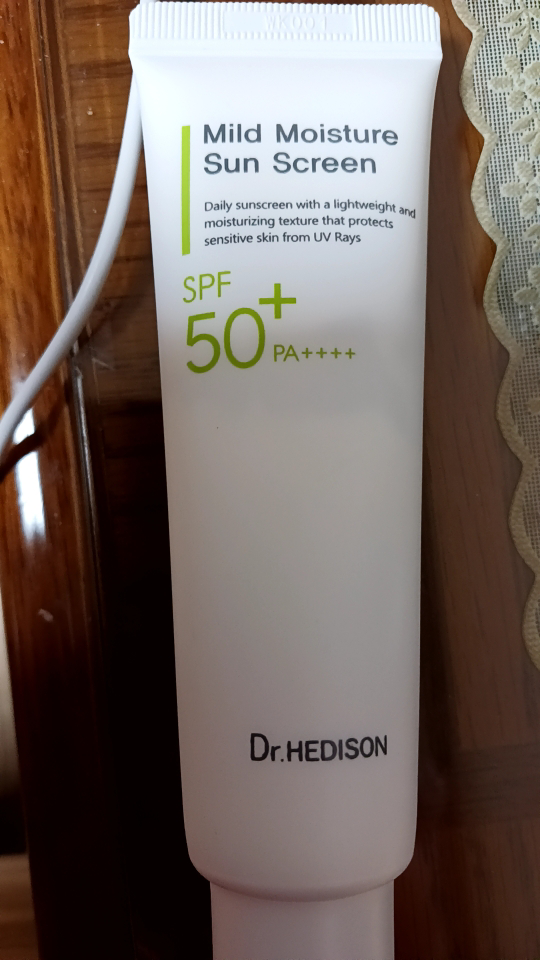 WK001
Mild Moisture
Sun Screen
Daily sunscreen with a lightweight and
moisturizing texture that protects
sensitive skin from UV Rays
SPF
50+
PA++++
Dr.HEDISON